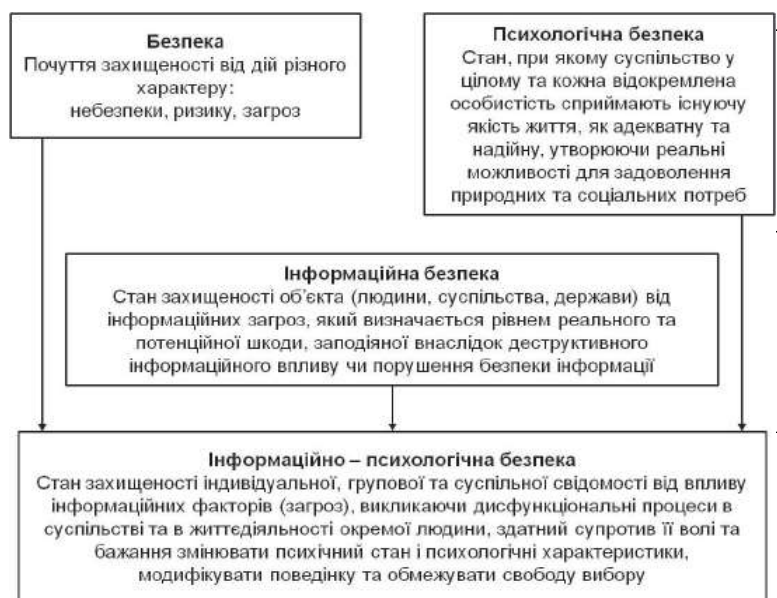 Безпека
Почуття захищеності від дій різного
характеру:
небезпеки, ризику, загроз
Психологічна безпека
Стан, при якому суспільство у
цілому та кожна відокремлена
особистість сприймають існуючу
якість життя, як адекватну та
надійну, утворюючи реальні
можливості для задоволення
природних та соціальних потреб
Інформаційна безпека
Стан захищеності об’єкта (людини, суспільства, держави) від
інформаційних загроз, який визначається рівнем реального та
потенційної шкоди, заподіяної внаслідок деструктивного
інформаційного впливу чи порушення безпеки інформації
Інформаційно – психологічна безпека
Стан захищеності індивідуальної, групової та суспільної свідомості від впливу
інформаційних факторів (загроз), викликаючи дисфункціональні процеси в
суспільстві та в життєдіяльності окремої людини, здатний супротив її волі та
бажання змінювати психічний стан і психологічні характеристики,
модифікувати поведінку та обмежувати свободу вибору